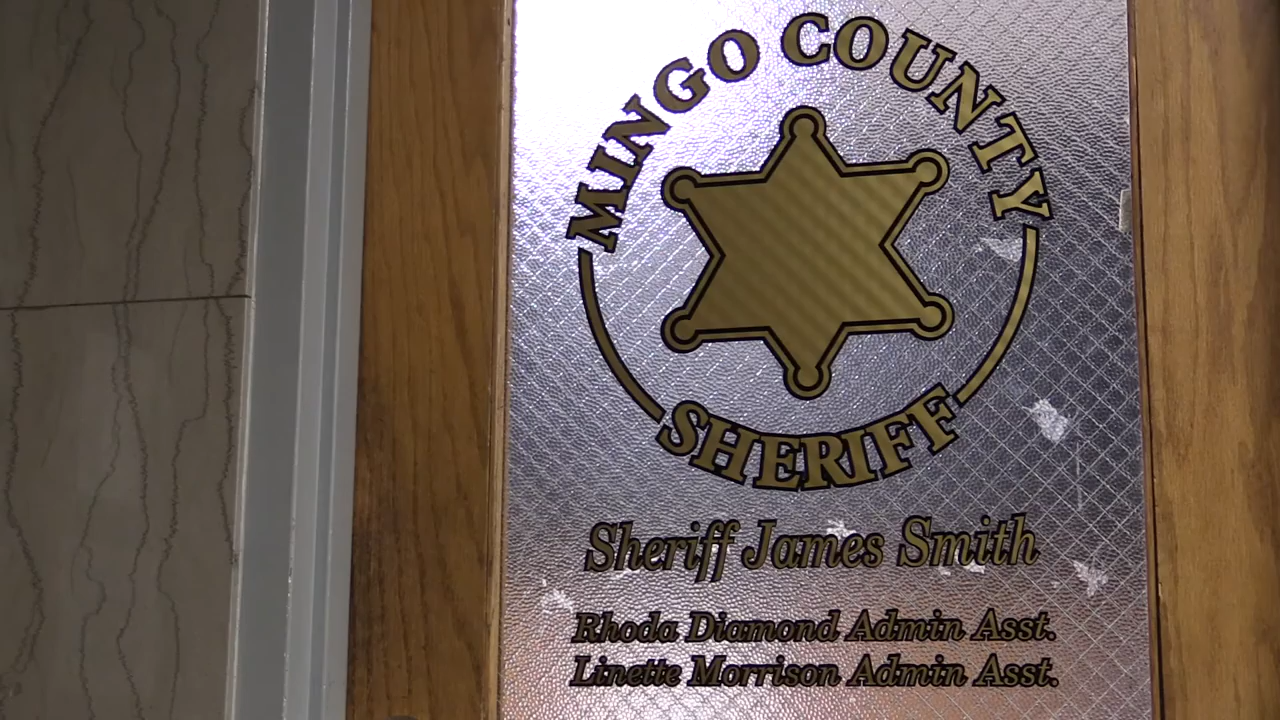 MINGO COUNTY
SHERIFF
Sheriff James Smith
Rhoda Diamond Admin Asst.
Linette Morrison Admin Asst.